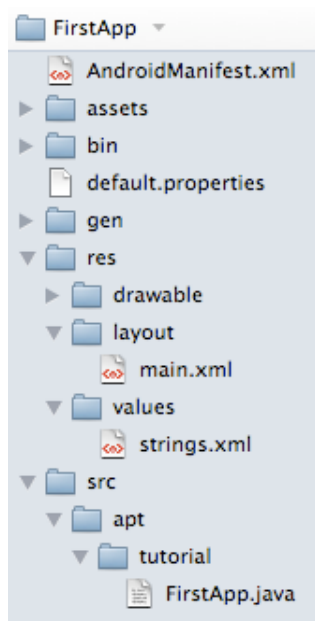 FirstApp
AndroidManifest.xml
assets
bin
default.properties
gen
res
drawable
layout
main.xml
values
strings.xml
src
apt
tutorial
FirstApp.java